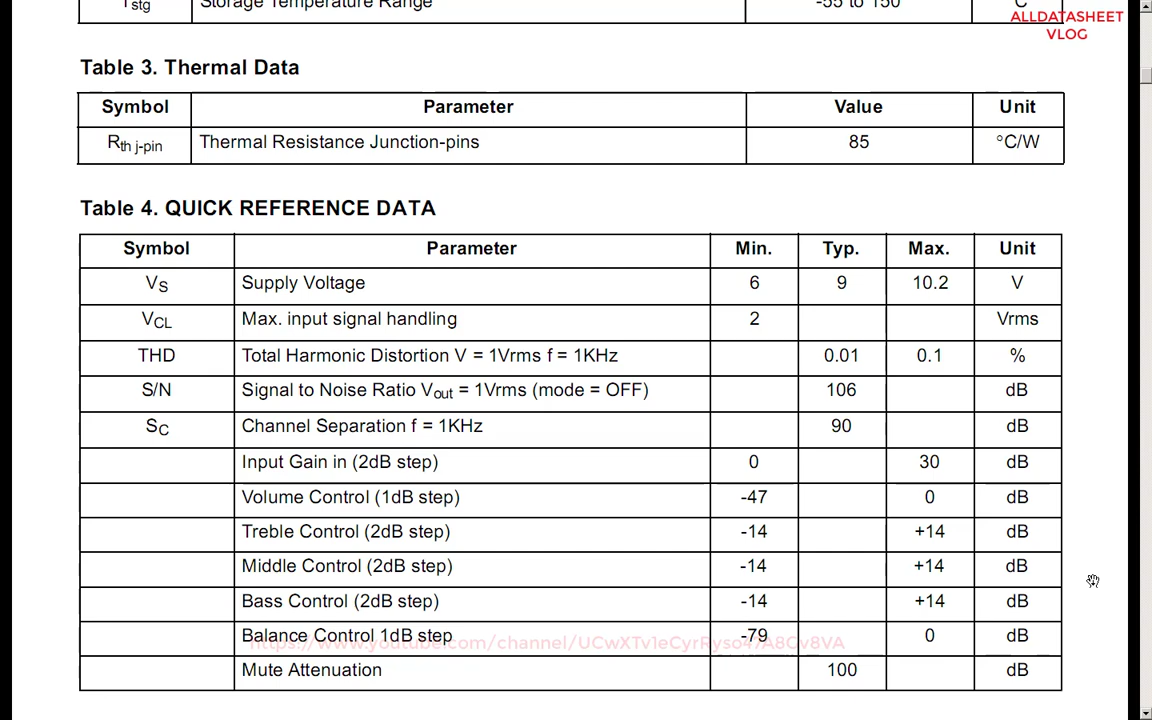 Tstg Storage Temperature Range -55 to 150 °C
ALLDATASHEET
VLOG
Table 3. Thermal Data
Symbol Parameter Value Unit
Rth j-pin Thermal Resistance Junction-pins 85 °C/W
Table 4. QUICK REFERENCE DATA
Symbol Parameter Min. Typ. Max. Unit
VS Supply Voltage 6 9 10.2 V
VCL Max. input signal handling 2 Vrms
THD Total Harmonic Distortion V = 1Vrms f = 1KHz 0.01 0.1 %
S/N Signal to Noise Ratio Vout = 1Vrms (mode = OFF) 106 dB
SC Channel Separation f = 1KHz 90 dB
Input Gain in (2dB step) 0 30 dB
Volume Control (1dB step) -47 0 dB
Treble Control (2dB step) -14 +14 dB
Middle Control (2dB step) -14 +14 dB
Bass Control (2dB step) -14 +14 dB
Balance Control 1dB step -79 0 dB
Mute Attenuation 100 dB